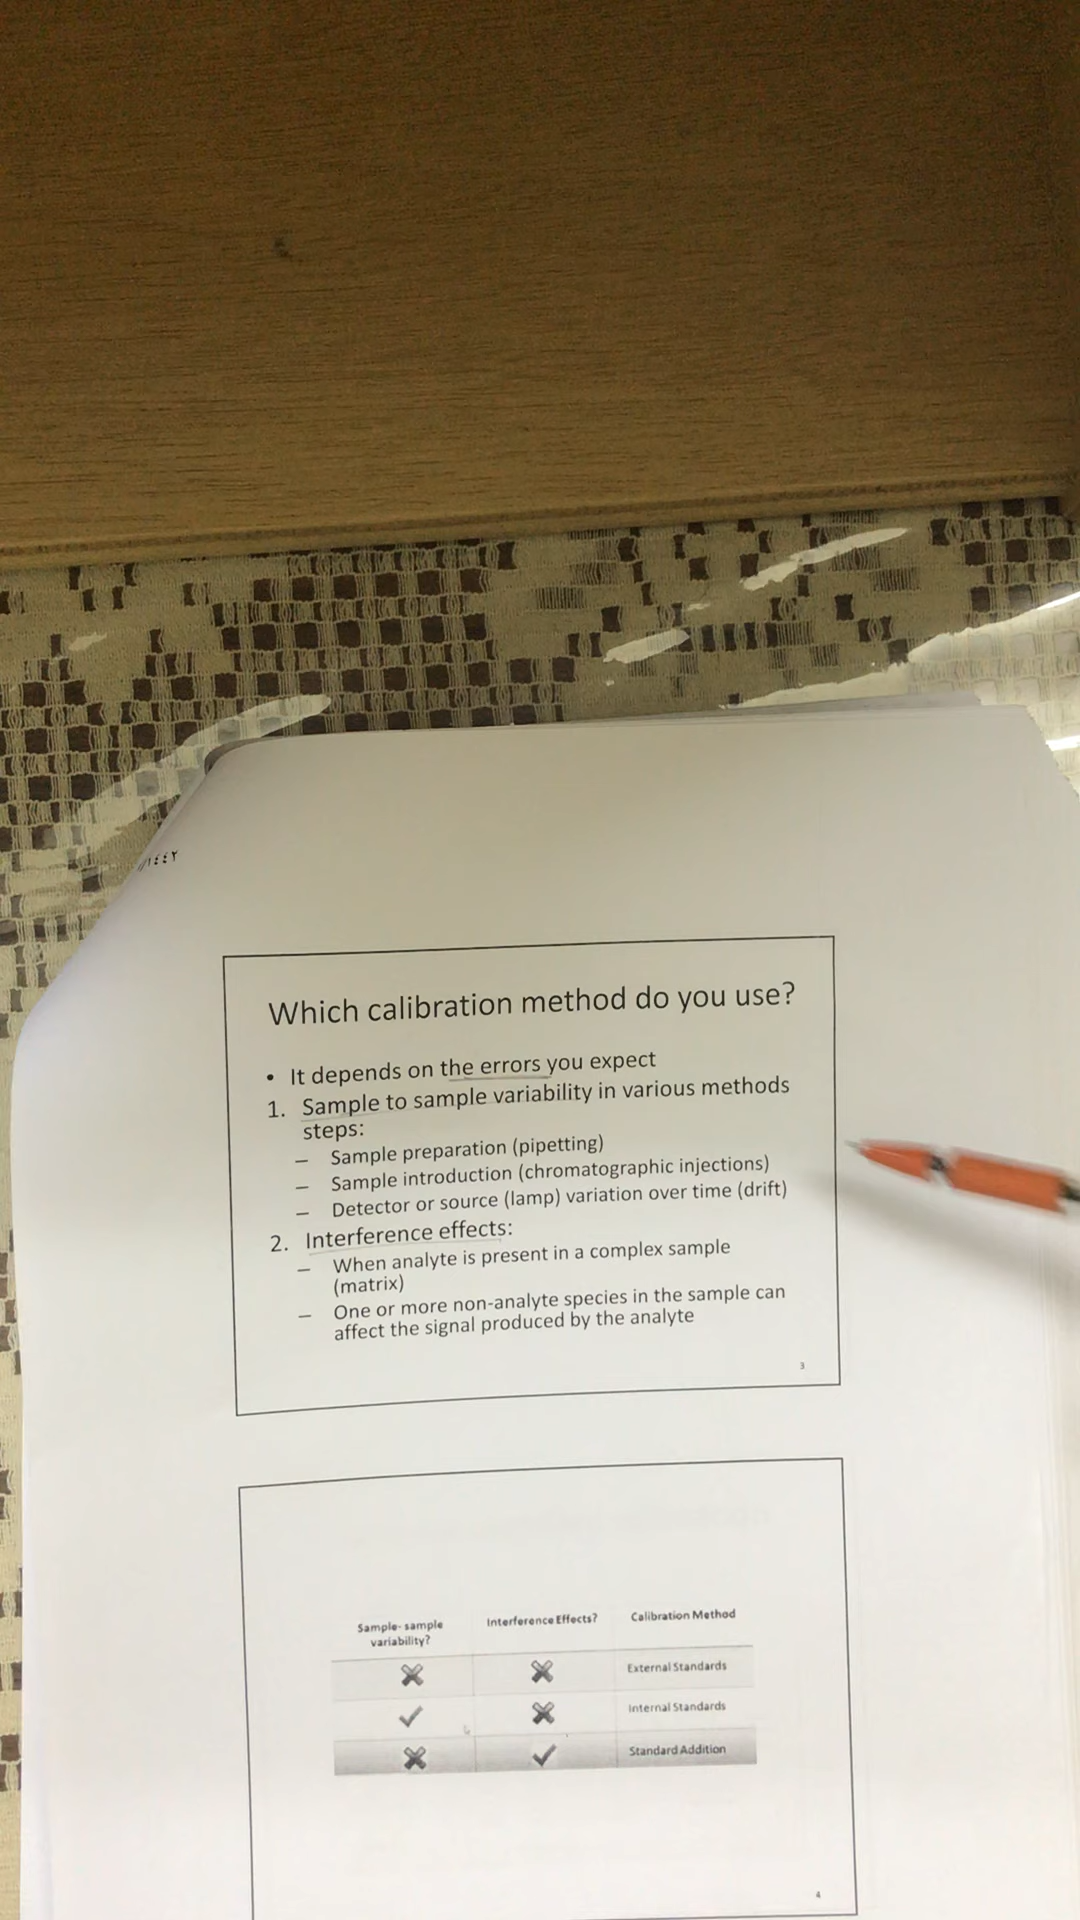 /١٤٤٢
Which calibration method do you use?
• It depends on the errors you expect
1. Sample to sample variability in various methods
steps:
– Sample preparation (pipetting)
– Sample introduction (chromatographic injections)
– Detector or source (lamp) variation over time (drift)
2. Interference effects:
– When analyte is present in a complex sample
(matrix)
– One or more non-analyte species in the sample can
affect the signal produced by the analyte
3
Sample- sample variability? Interference Effects? Calibration Method
✖ ✖ External Standards
✓ ✖ Internal Standards
✖ ✓ Standard Addition
4